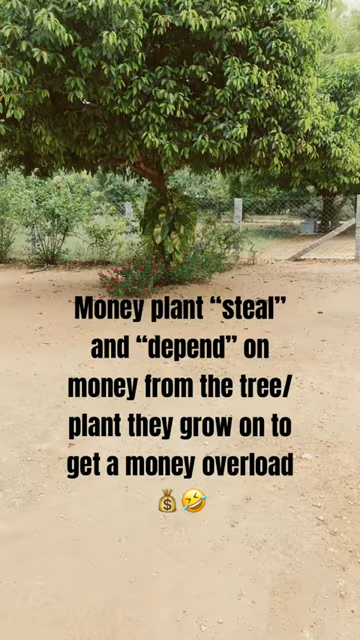 Money plant “steal”
and “depend” on
money from the tree/
plant they grow on to
get a money overload
💰🤣